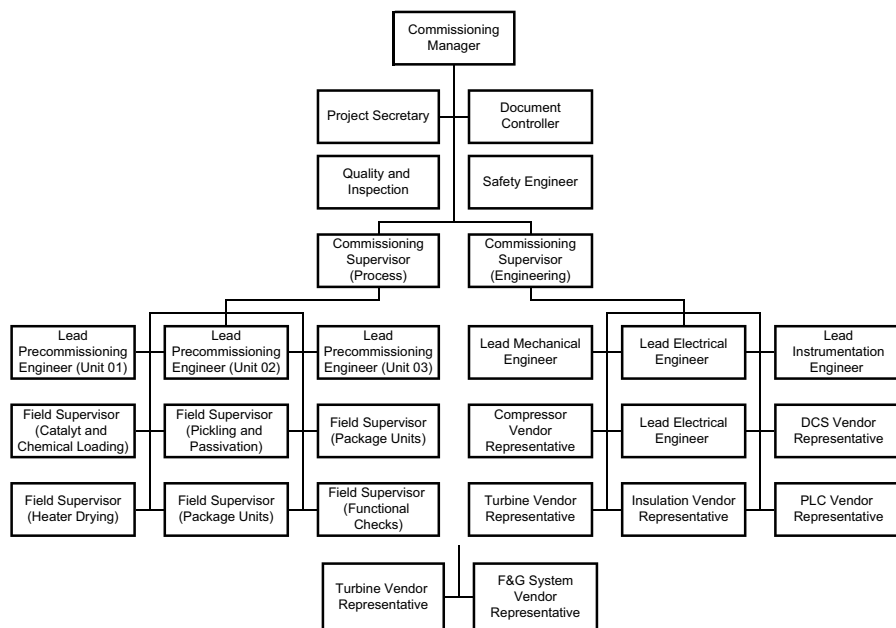 Commissioning
Manager
Project Secretary
Document
Controller
Quality and
Inspection
Safety Engineer
Commissioning
Supervisor
(Process)
Commissioning
Supervisor
(Engineering)
Lead
Precommissioning
Engineer (Unit 01)
Lead
Precommissioning
Engineer (Unit 02)
Lead
Precommissioning
Engineer (Unit 03)
Lead Mechanical
Engineer
Lead Electrical
Engineer
Lead
Instrumentation
Engineer
Field Supervisor
(Catalyt and
Chemical Loading)
Field Supervisor
(Pickling and
Passivation)
Field Supervisor
(Package Units)
Compressor
Vendor
Representative
Lead Electrical
Engineer
DCS Vendor
Representative
Field Supervisor
(Heater Drying)
Field Supervisor
(Package Units)
Field Supervisor
(Functional
Checks)
Turbine Vendor
Representative
Insulation Vendor
Representative
PLC Vendor
Representative
Turbine Vendor
Representative
F&G System
Vendor
Representative